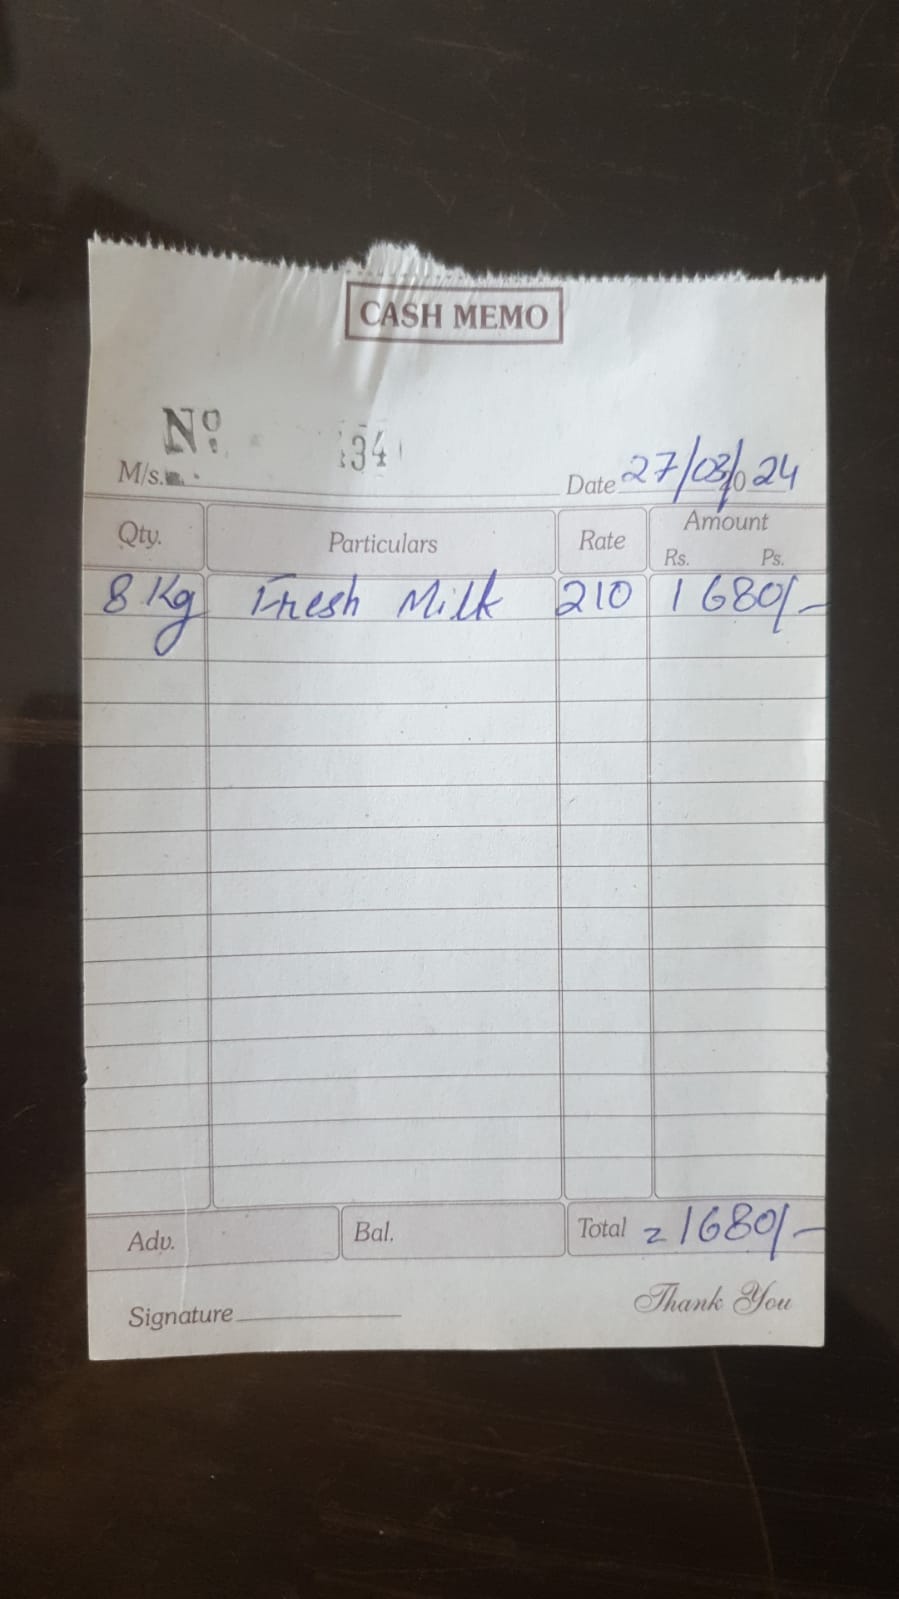 CASH MEMO
Nº 34
M/s.
Date 27/03/2024
Qty. Particulars Rate Amount
Rs. Ps.
8 Kg Fresh Milk 210 1680/-
Adv. Bal. Total = 1680/-
Signature Thank You